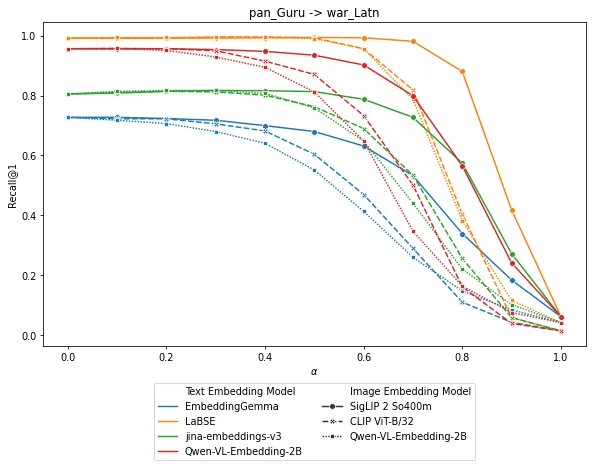 pan_Guru -> war_Latn
Recall@1
1.0
0.8
0.6
0.4
0.2
0.0
0.0 0.2 0.4 0.6 0.8 1.0
α
Text Embedding Model Image Embedding Model
EmbeddingGemma SigLIP 2 So400m
LaBSE CLIP ViT-B/32
jina-embeddings-v3 Qwen-VL-Embedding-2B
Qwen-VL-Embedding-2B